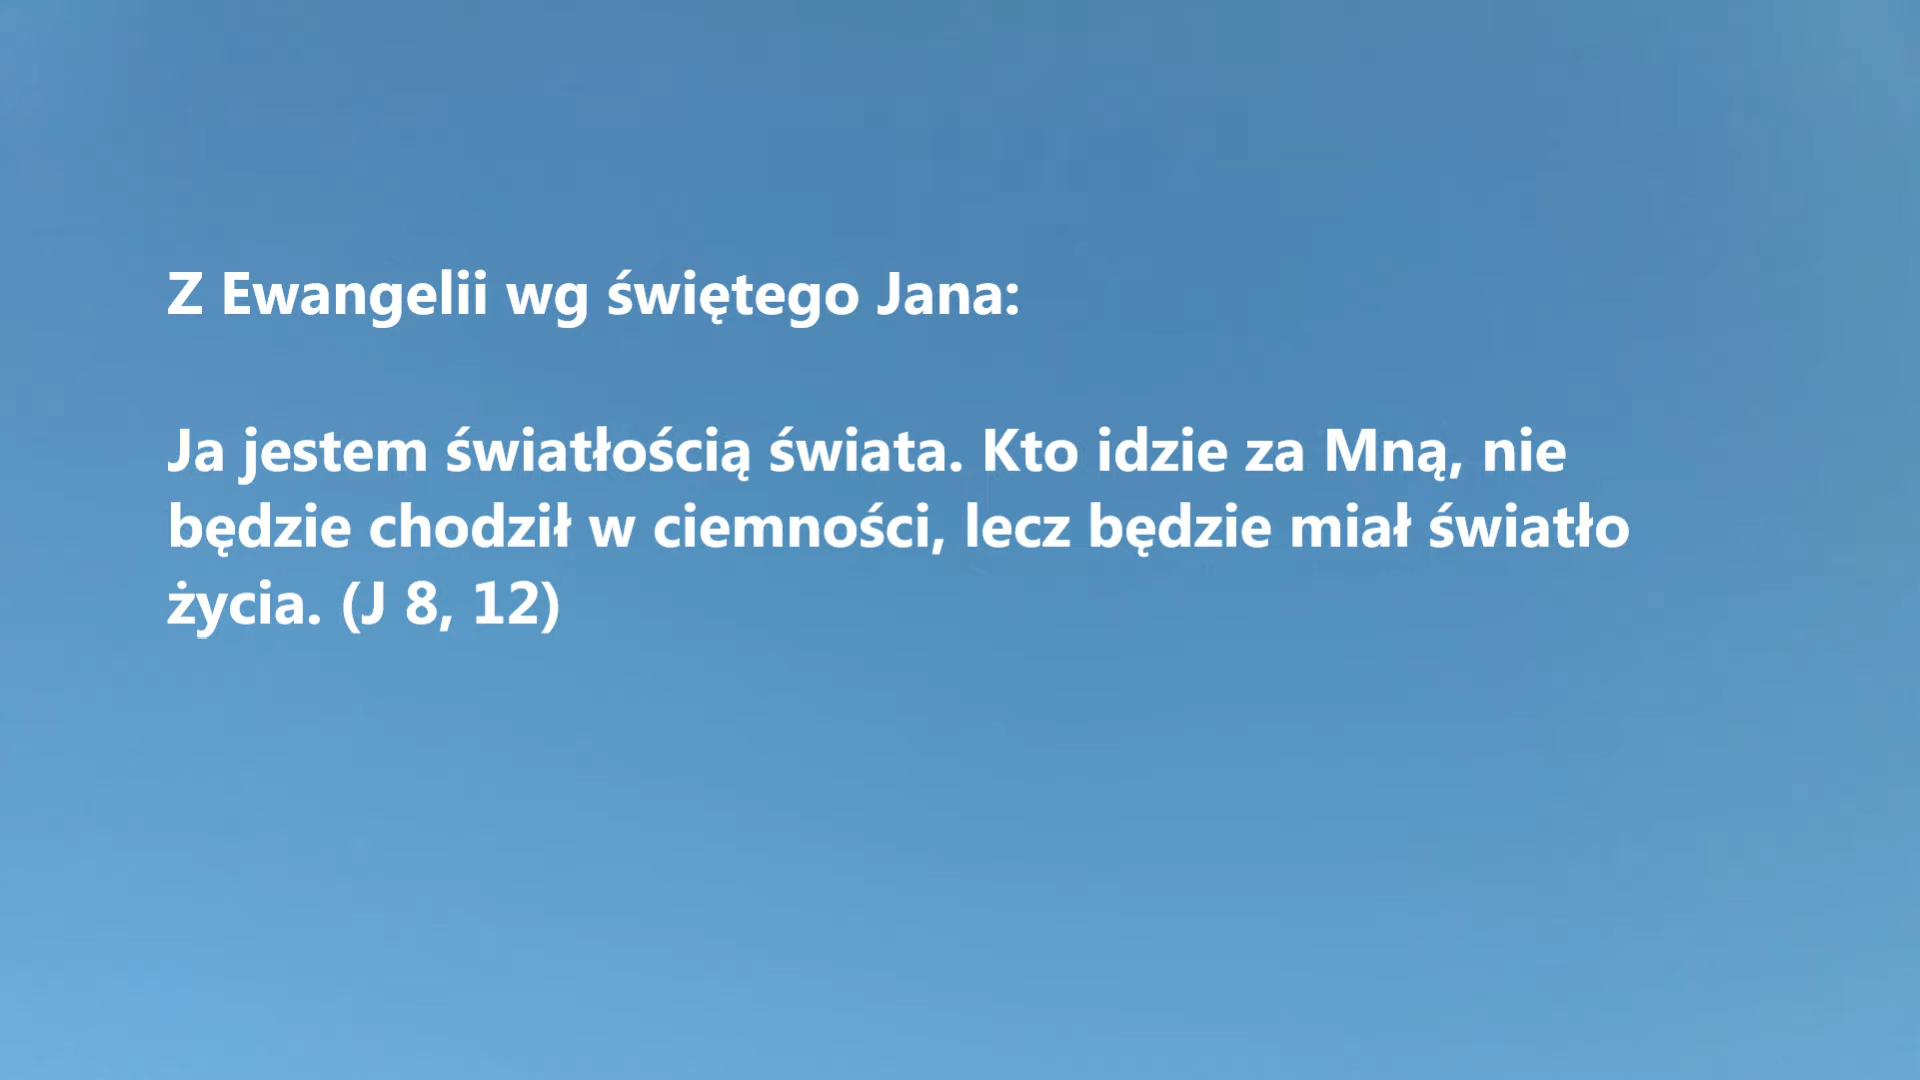 Z Ewangelii wg świętego Jana:
Ja jestem światłością świata. Kto idzie za Mną, nie
będzie chodził w ciemności, lecz będzie miał światło
życia. (J 8, 12)